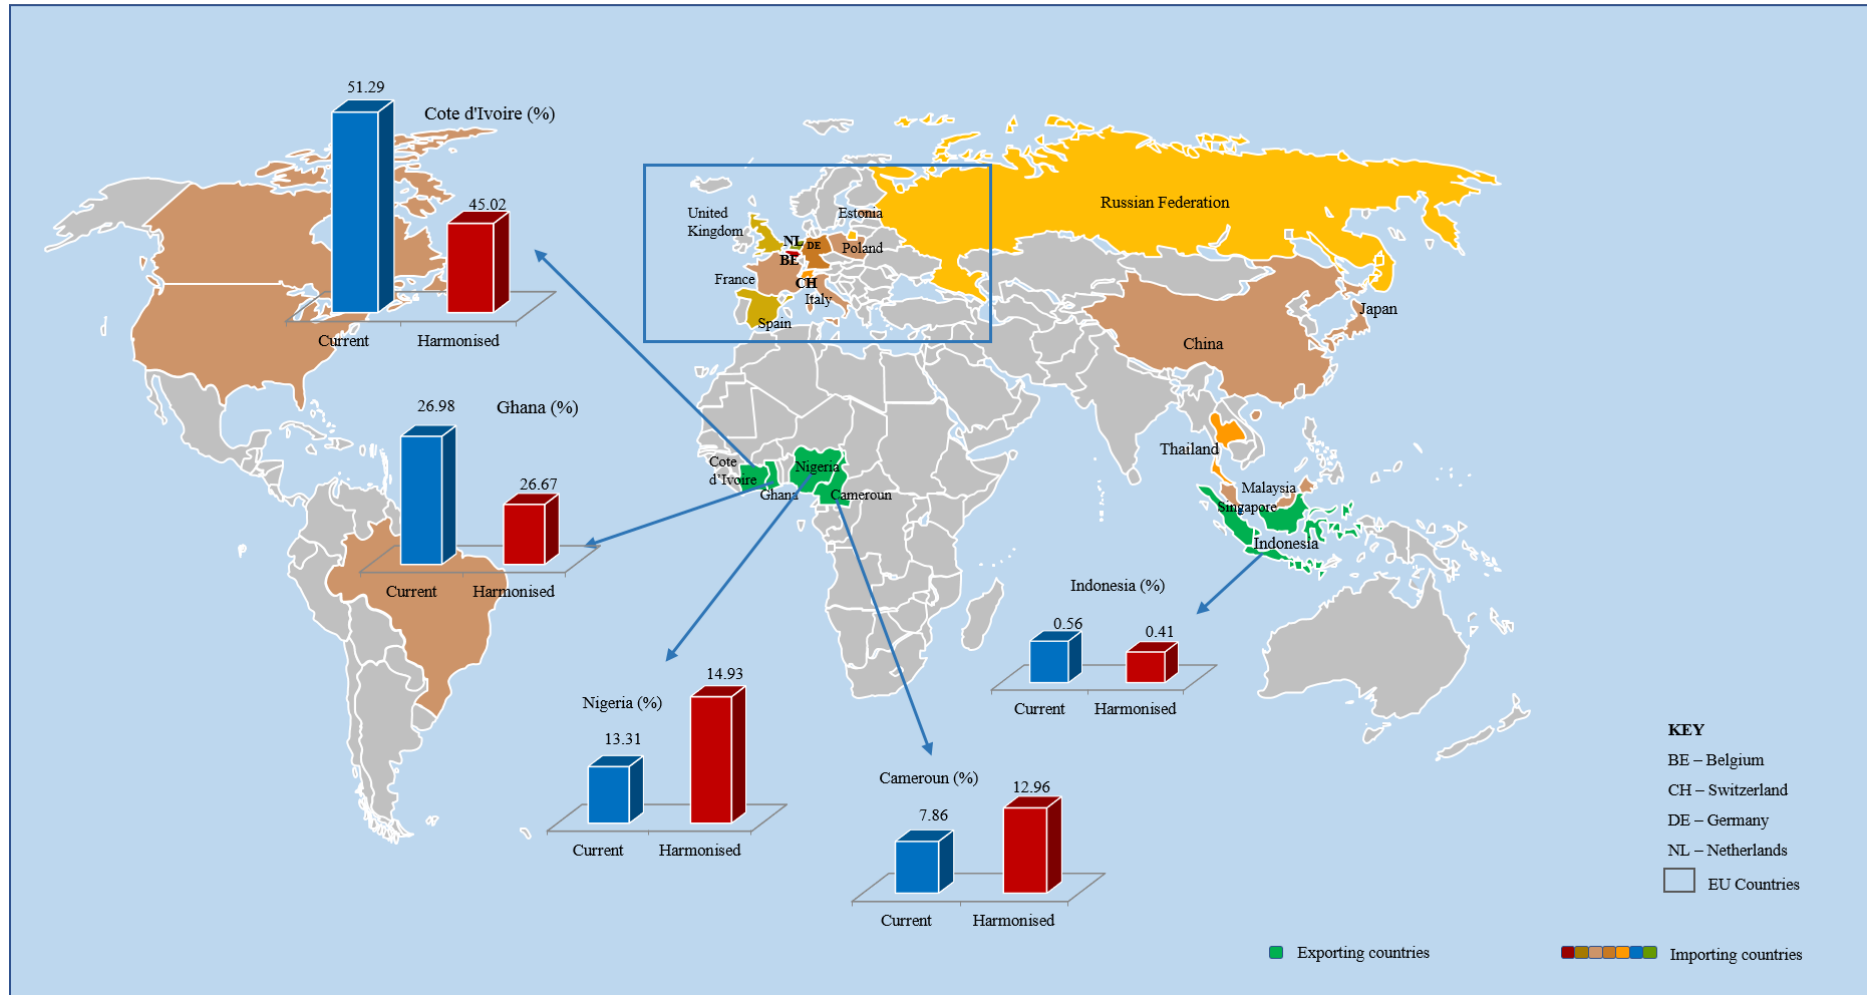 51.29
Cote d'Ivoire (%)
45.02
Current
Harmonised
26.98
Ghana (%)
26.67
Current
Harmonised
14.93
Nigeria (%)
13.31
Current
Harmonised
Cameroun (%)
12.96
7.86
Current
Harmonised
Indonesia (%)
0.56
0.41
Current
Harmonised
United
Kingdom
Estonia
NL
DE
Poland
BE
France
CH
Italy
Spain
Russian Federation
Japan
China
Thailand
Malaysia
Singapore
Indonesia
Cote
d'Ivoire
Ghana
Nigeria
Cameroun
KEY
BE – Belgium
CH – Switzerland
DE – Germany
NL – Netherlands
EU Countries
Exporting countries
Importing countries